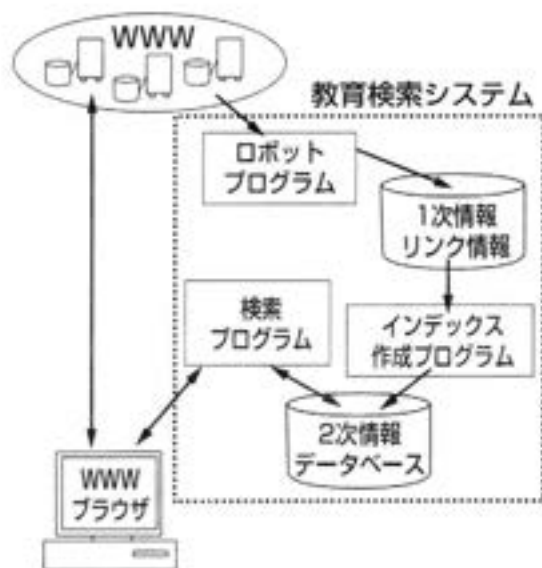 WWW
教育検索システム
ロボット
プログラム
1次情報
リンク情報
検索
プログラム
インデックス
作成プログラム
2次情報
データベース
WWW
ブラウザ